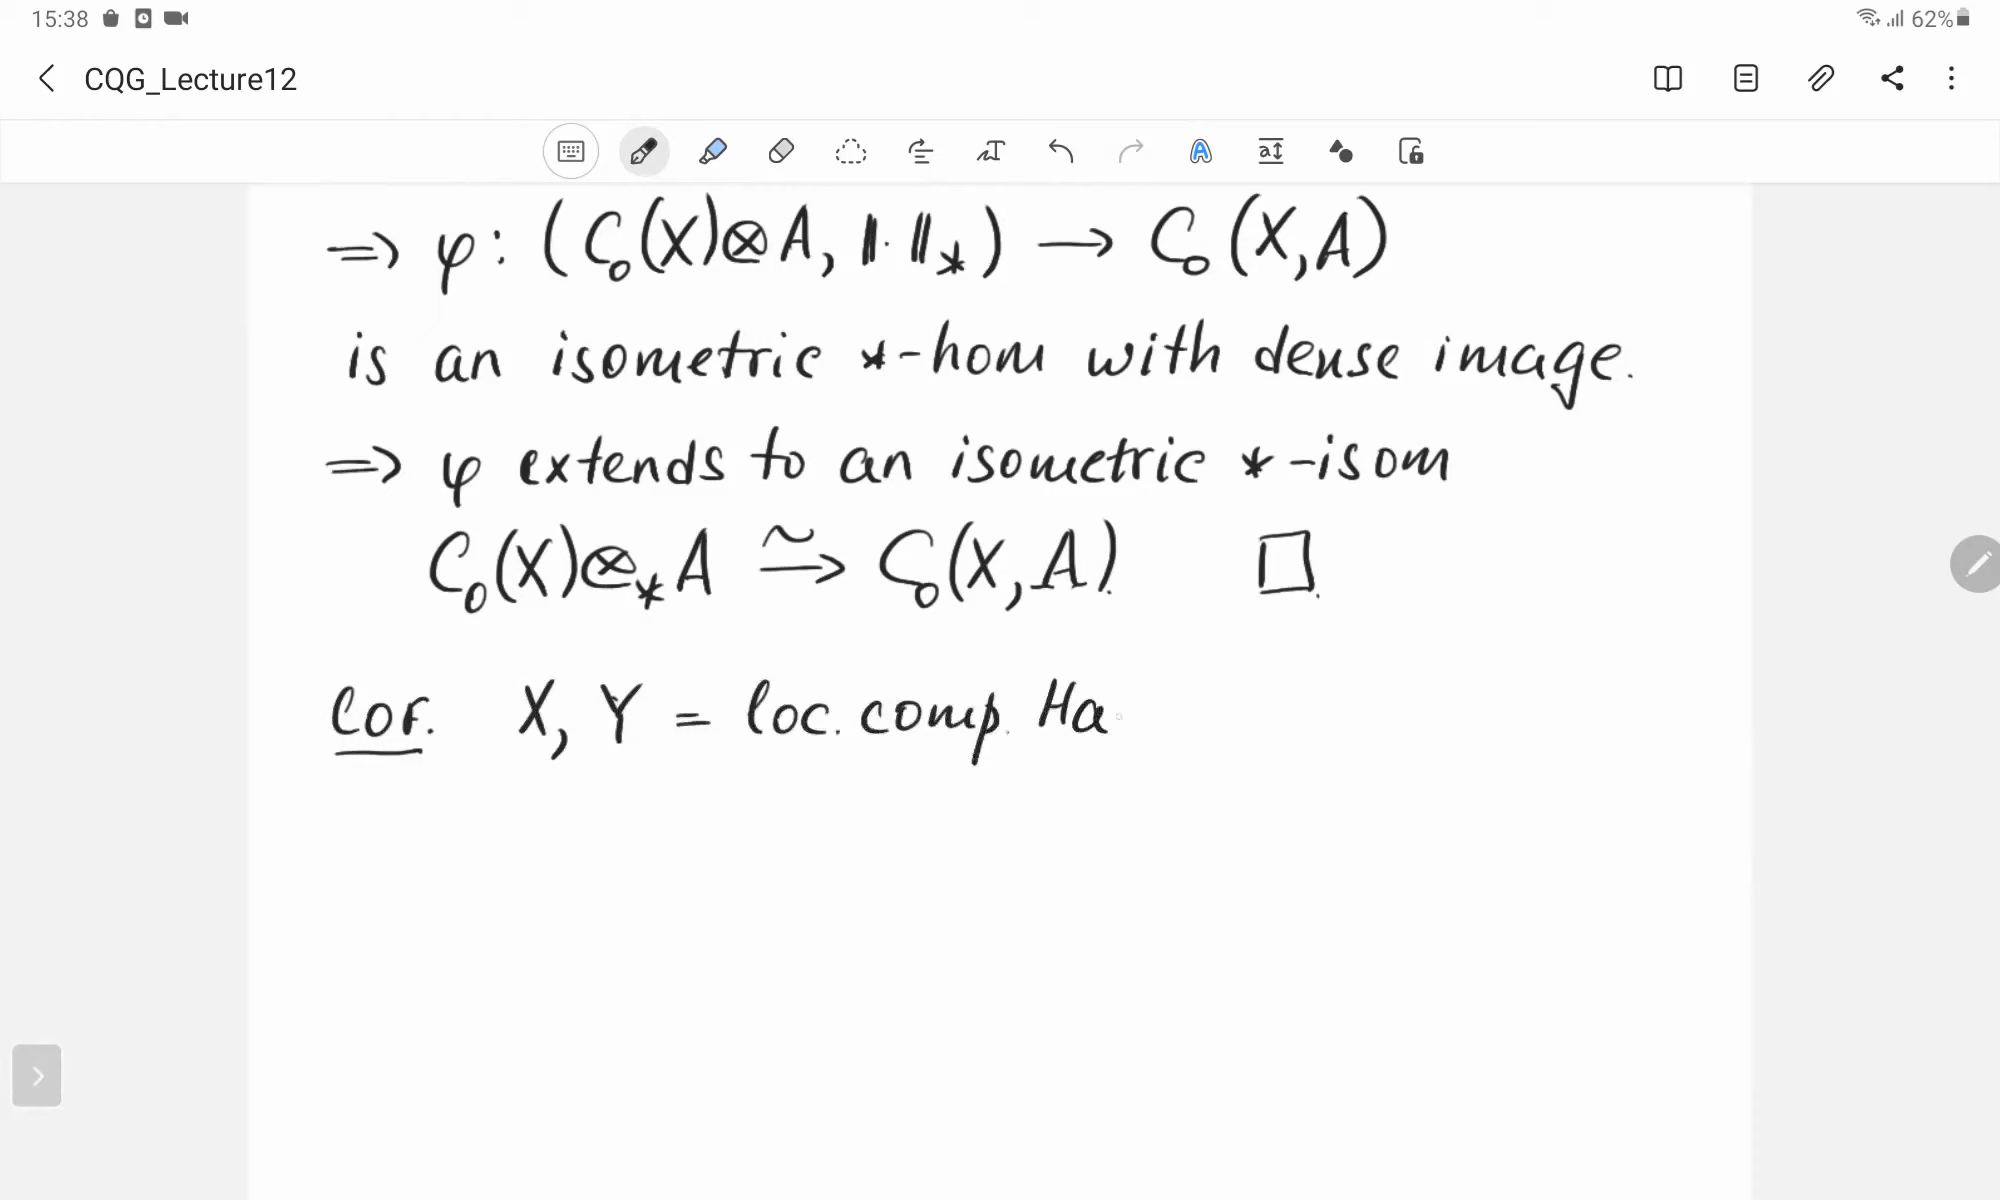 15:38
62%
CQG_Lecture12
⇒ φ: (C₀(X)⊗A, ‖·‖_*) → C₀(X,A)
is an isometric *-hom with dense image.
⇒ φ extends to an isometric *-isom
C₀(X)⊗_* A ⥲ C₀(X,A) □.
Cor. X, Y = loc. comp. Ha